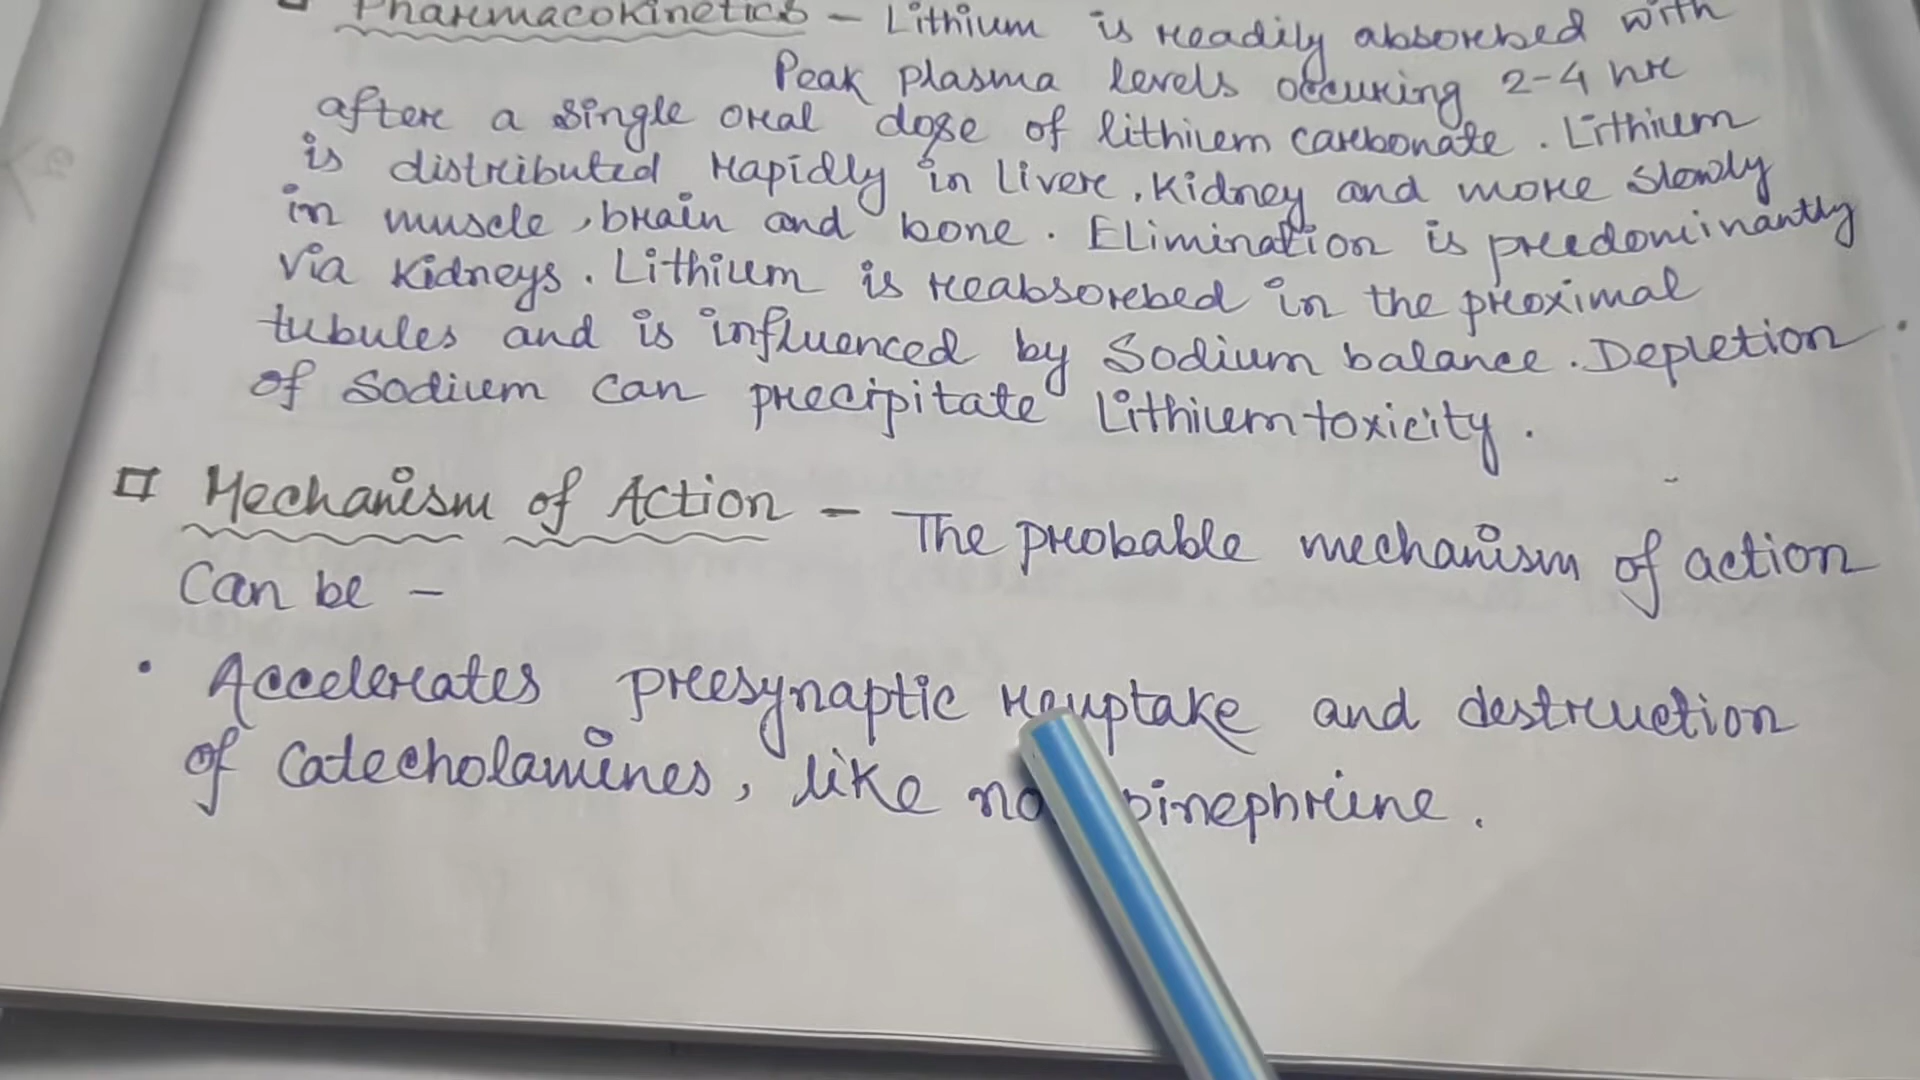 Pharmacokinetics - Lithium is readily absorbed with
Peak plasma levels occuring 2-4 hr
after a single oral dose of lithium carbonate. Lithium
is distributed rapidly in liver, kidney and more slowly
in muscle, brain and bone. Elimination is predominantly
via kidneys. Lithium is reabsorbed in the proximal
tubules and is influenced by Sodium balance. Depletion
of sodium can precipitate Lithium toxicity.
Mechanism of Action - The probable mechanism of action
Can be -
• Accelerates presynaptic reuptake and destruction
of Catecholamines, like